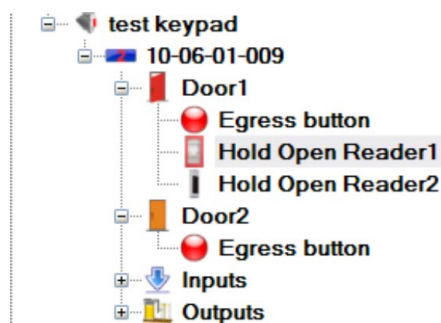 test keypad
10-06-01-009
Door1
Egress button
Hold Open Reader1
Hold Open Reader2
Door2
Egress button
Inputs
Outputs